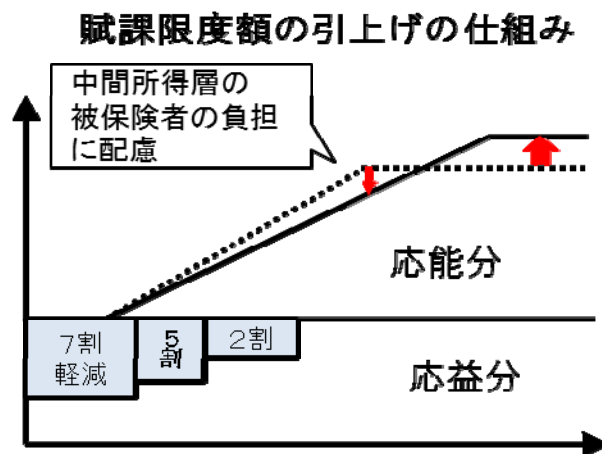 賦課限度額の引上げの仕組み
中間所得層の
被保険者の負担
に配慮
応能分
7割
軽減
5
割
2割
応益分